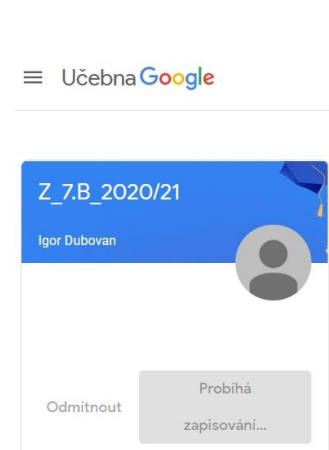 Učebna Google
Z_7.B_2020/21
Igor Dubovan
Odmítnout
Probíhá
zapisování...